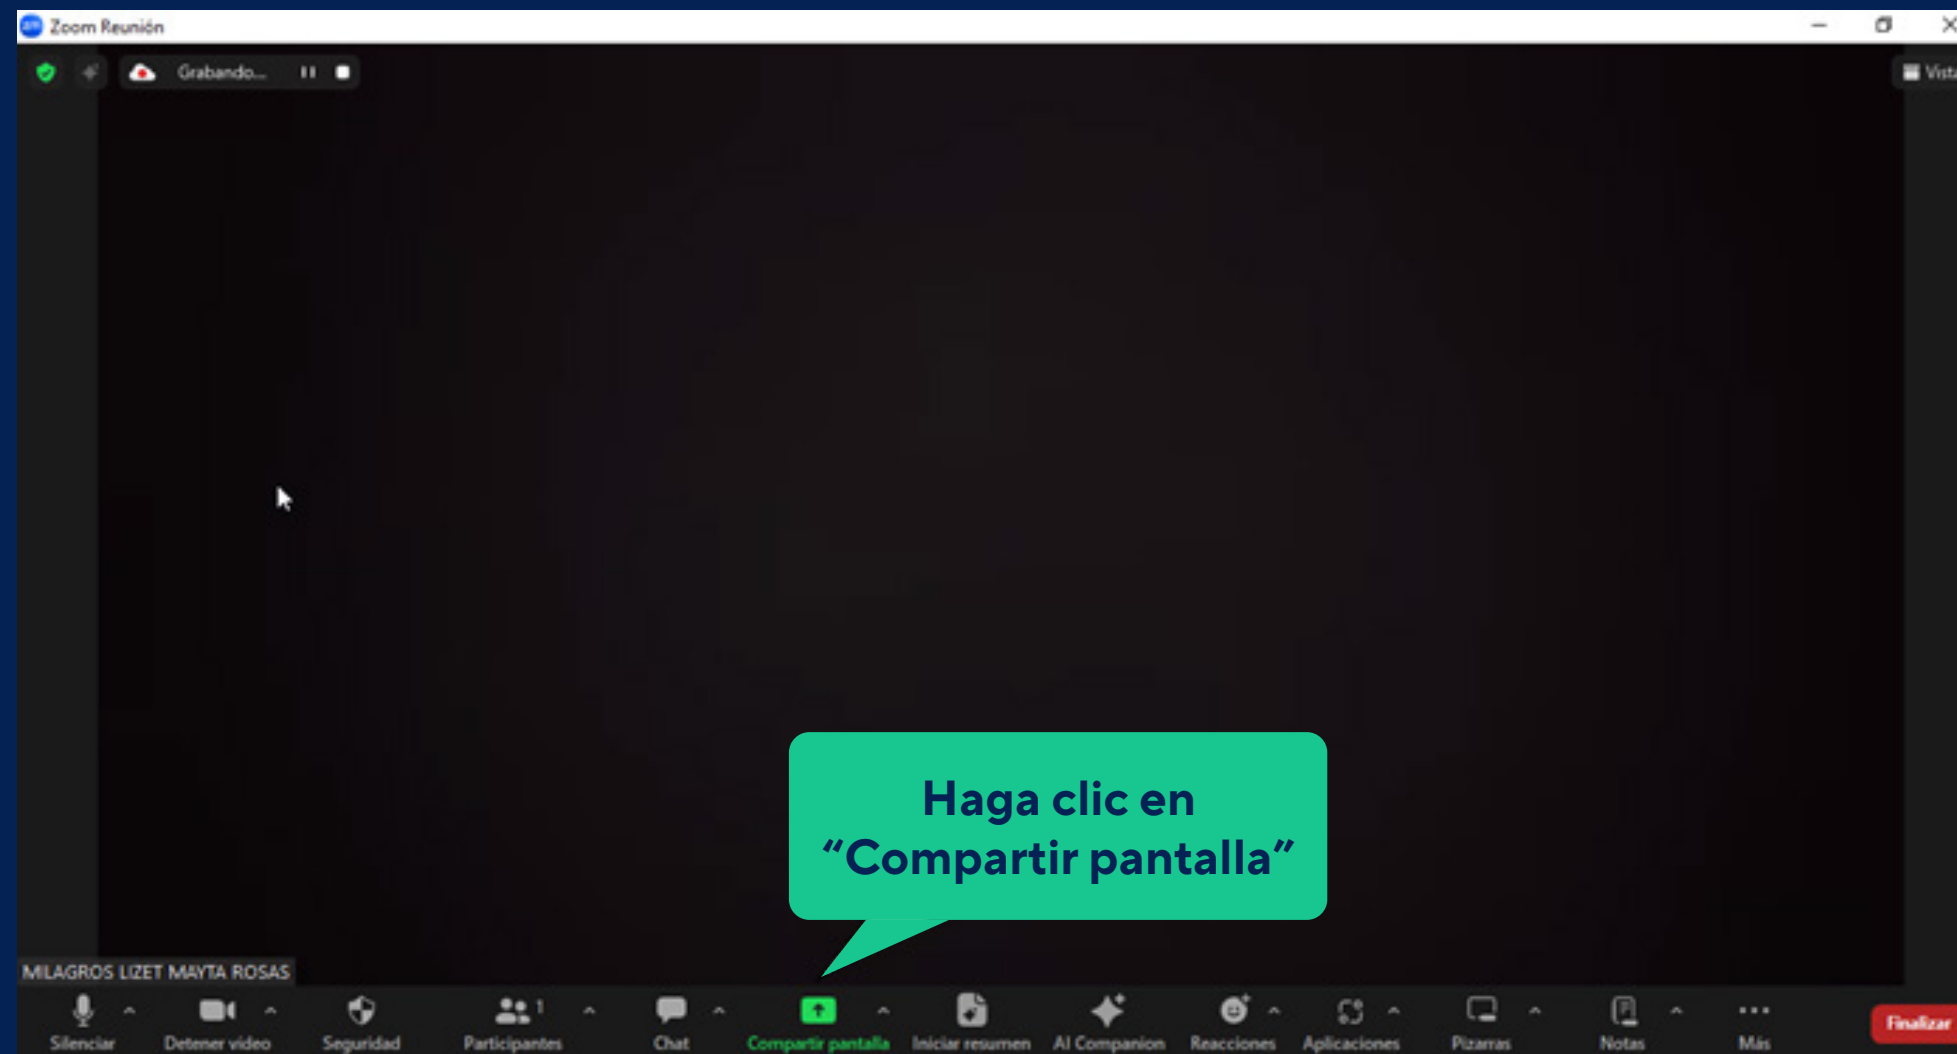 Zoom Reunión
Grabando...
Vista
Haga clic en
“Compartir pantalla”
MILAGROS LIZET MAYTA ROSAS
1
Silenciar Detener video Seguridad Participantes Chat Compartir pantalla Iniciar resumen AI Companion Reacciones Aplicaciones Pizarras Notas Más Finalizar